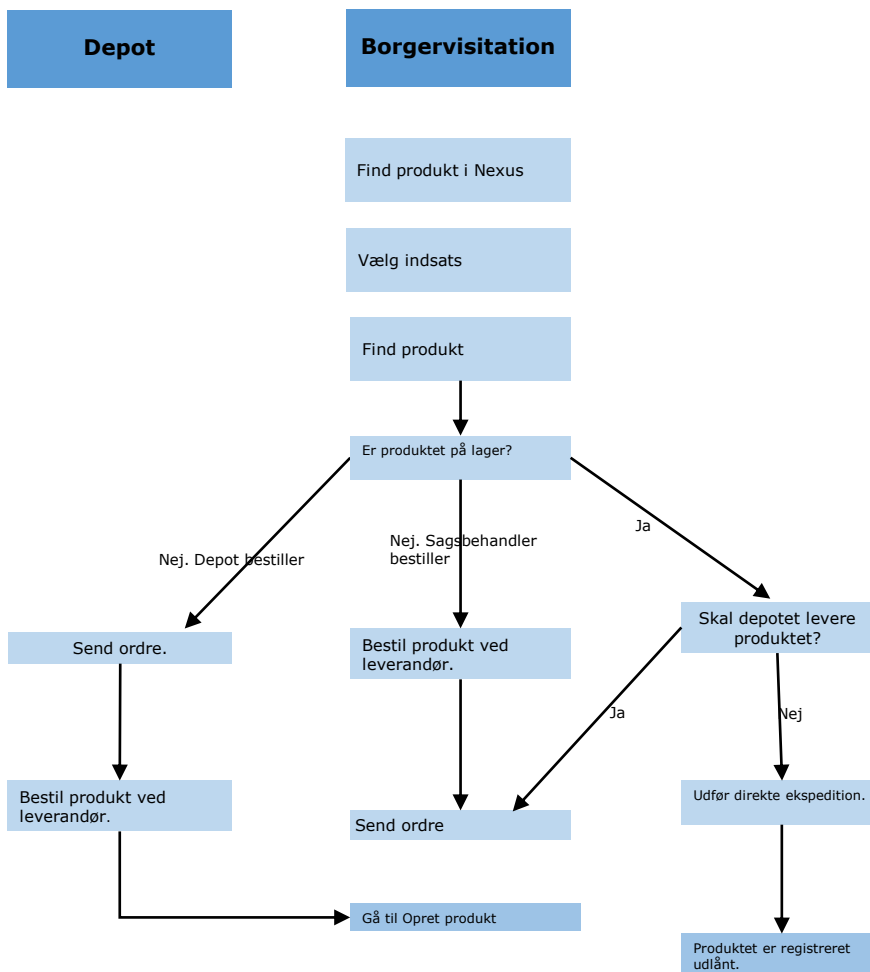 Depot
Borgervisitation
Find produkt i Nexus
Vælg indsats
Find produkt
Er produktet på lager?
Nej. Depot bestiller
Nej. Sagsbehandler
bestiller
Ja
Skal depotet levere
produktet?
Send ordre.
Bestil produkt ved
leverandør.
Ja
Nej
Bestil produkt ved
leverandør.
Send ordre
Udfør direkte ekspedition.
Gå til Opret produkt
Produktet er registreret
udlånt.